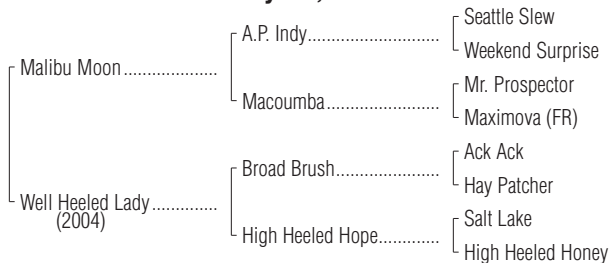 Seattle Slew
A.P. Indy
Weekend Surprise
Malibu Moon
Mr. Prospector
Macoumba
Maximova (FR)
Ack Ack
Broad Brush
Hay Patcher
Well Heeled Lady
(2004)
Salt Lake
High Heeled Hope
High Heeled Honey